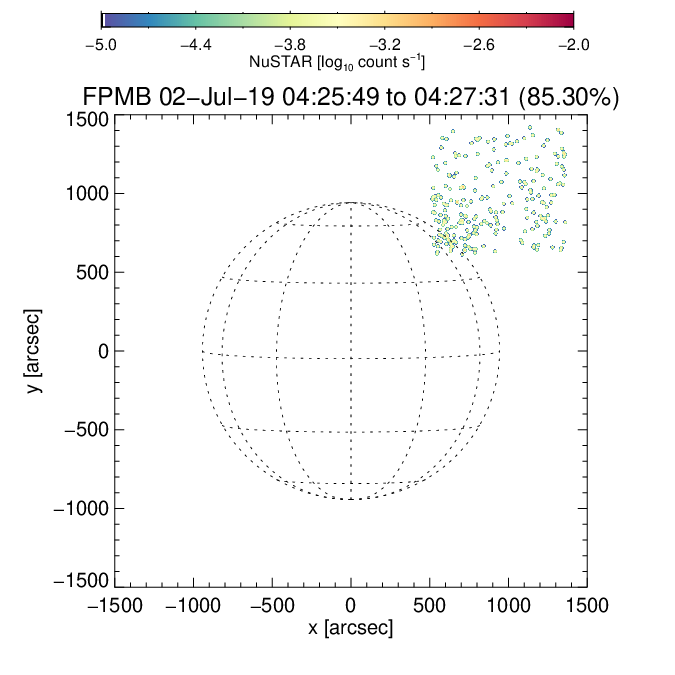 −5.0 −4.4 −3.8 −3.2 −2.6 −2.0
NuSTAR [log10 count s−1]
FPMB 02−Jul−19 04:25:49 to 04:27:31 (85.30%)
1500
1000
500
0
−500
−1000
−1500
y [arcsec]
−1500 −1000 −500 0 500 1000 1500
x [arcsec]